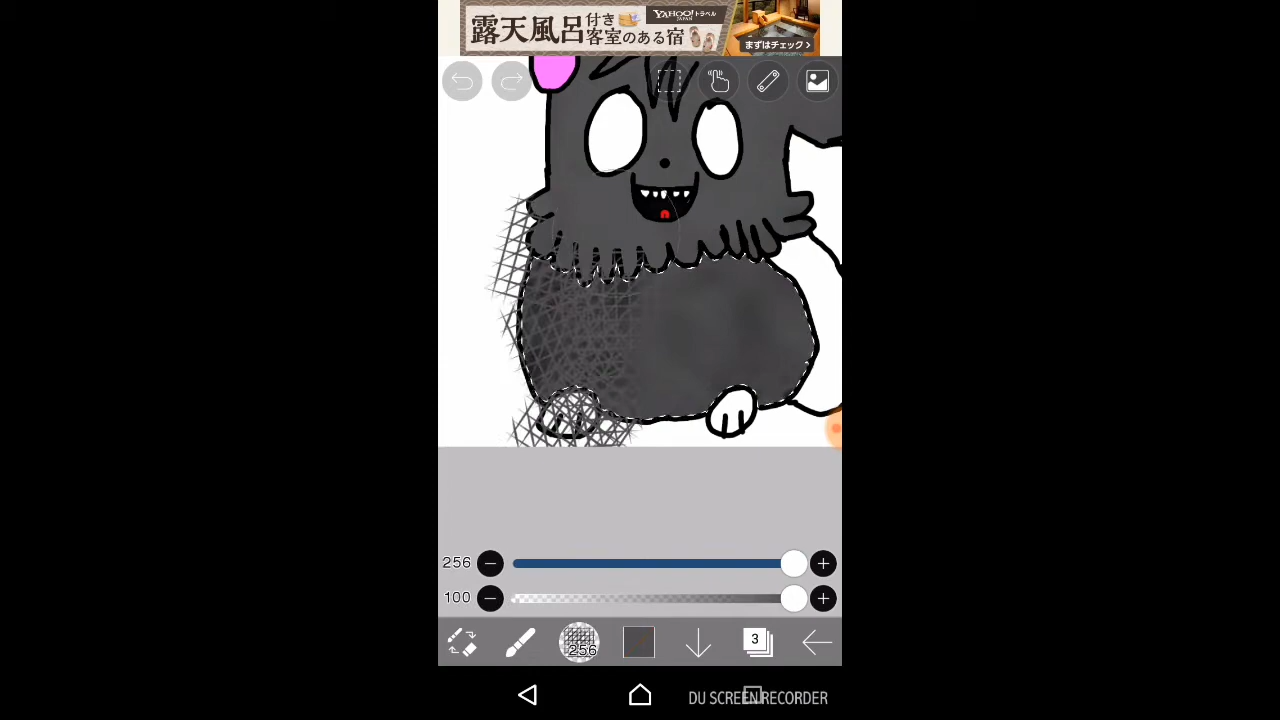 露天風呂付き客室のある宿
YAHOO!トラベル
JAPAN
まずはチェック >
256
100
256
3
DU SCREEN RECORDER